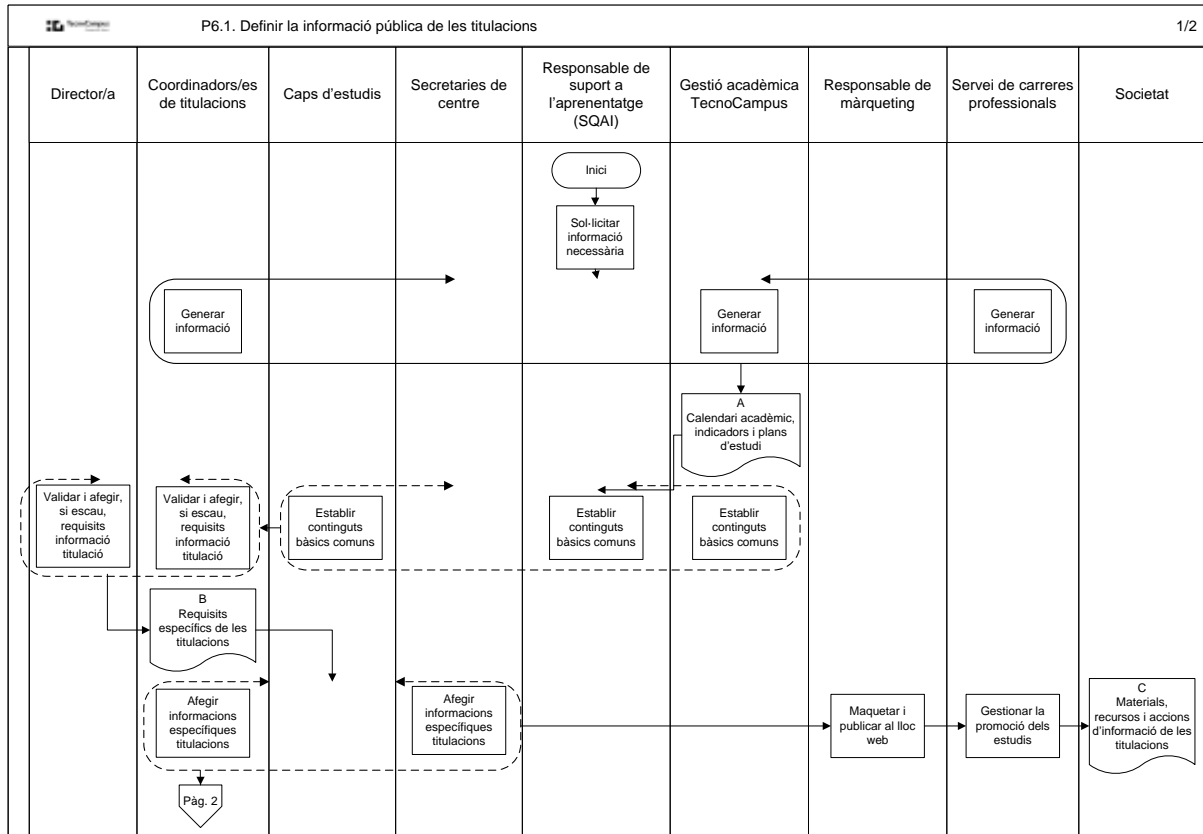 TecnoCampus
P6.1. Definir la informació pública de les titulacions
1/2
Director/a
Coordinadors/es
de titulacions
Caps d'estudis
Secretaries de
centre
Responsable de
suport a
l'aprenentatge
(SQAI)
Gestió acadèmica
TecnoCampus
Responsable de
màrqueting
Servei de carreres
professionals
Societat
Inici
Sol·licitar
informació
necessària
Generar
informació
Generar
informació
Generar
informació
A
Calendari acadèmic,
indicadors i plans
d'estudi
Validar i afegir,
si escau,
requisits
informació
titulació
Validar i afegir,
si escau,
requisits
informació
titulació
Establir
continguts
bàsics comuns
Establir
continguts
bàsics comuns
Establir
continguts
bàsics comuns
B
Requisits
específics de les
titulacions
Afegir
informacions
específiques
titulacions
Afegir
informacions
específiques
titulacions
Maquetar i
publicar al lloc
web
Gestionar la
promoció dels
estudis
C
Materials,
recursos i accions
d'informació de les
titulacions
Pàg. 2